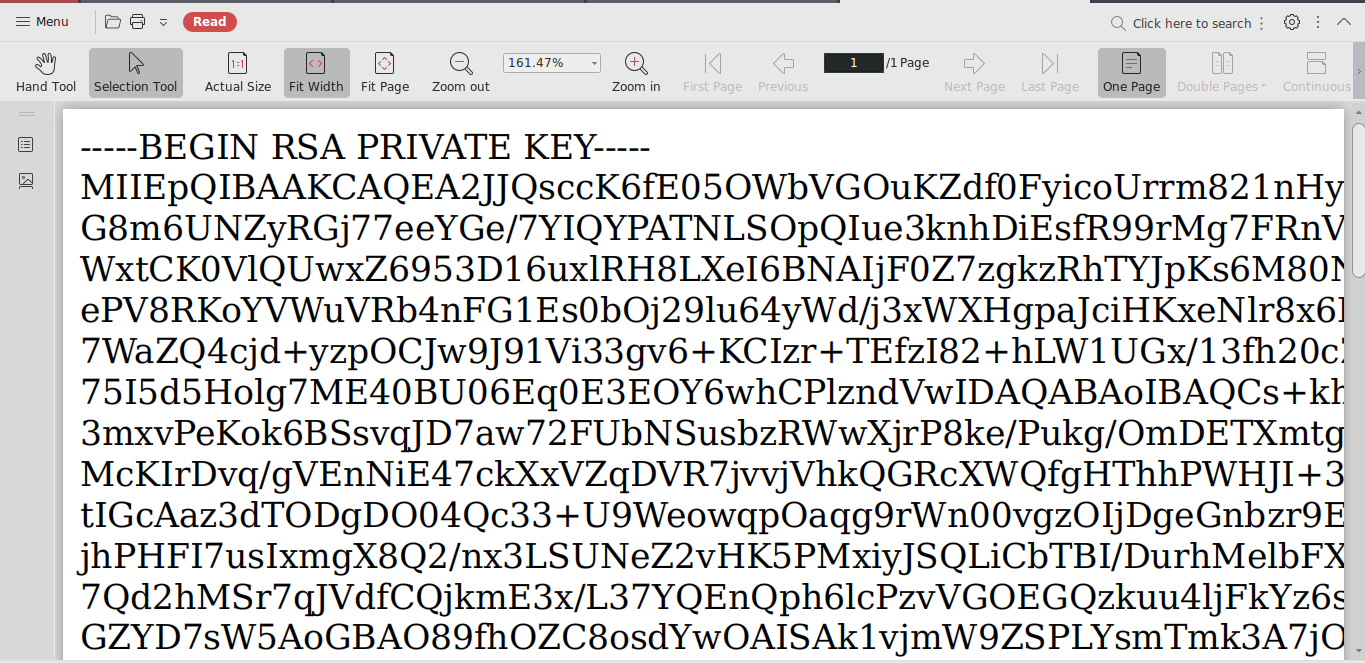 Menu
Read
Click here to search
Hand Tool
Selection Tool
Actual Size
Fit Width
Fit Page
Zoom out
161.47%
Zoom in
First Page
Previous
1 /1 Page
Next Page
Last Page
One Page
Double Pages
Continuous
-----BEGIN RSA PRIVATE KEY-----
MIIEpQIBAAKCAQEA2JJQsccK6fE05OWbVGOuKZdf0FyicoUrrm821nHy
G8m6UNZyRGj77eeYGe/7YIQYPATNLSOpQIue3knhDiEsfR99rMg7FRnV
WxtCK0VlQUwxZ6953D16uxlRH8LXeI6BNAIjF0Z7zgkzRhTYJpKs6M80N
ePV8RKoYVWuVRb4nFG1Es0bOj29lu64yWd/j3xWXHgpaJciHKxeNlr8x6
7WaZQ4cjd+yzpOCJw9J91Vi33gv6+KCIzr+TEfzI82+hLW1UGx/13fh20c
75I5d5Holg7ME40BU06Eq0E3EOY6whCPlzndVwIDAQABAoIBAQCs+kh
3mxvPeKok6BSsvqJD7aw72FUbNSusbzRWwXjrP8ke/Pukg/OmDETXmtg
McKIrDvq/gVEnNiE47ckXxVZqDVR7jvvjVhkQGRcXWQfgHThhPWHJI+3
tIGcAaz3dTODgDO04Qc33+U9WeowqpOaqg9rWn00vgzOIjDgeGnbzr9E
jhPHFI7usIxmgX8Q2/nx3LSUNeZ2vHK5PMxiyJSQLiCbTBI/DurhMelbFX
7Qd2hMSr7qJVdfCQjkmE3x/L37YQEnQph6lcPzvVGOEGQzkuu4ljFkYz6s
GZYD7sW5AoGBAO89fhOZC8osdYwOAISAk1vjmW9ZSPLYsmTmk3A7jO